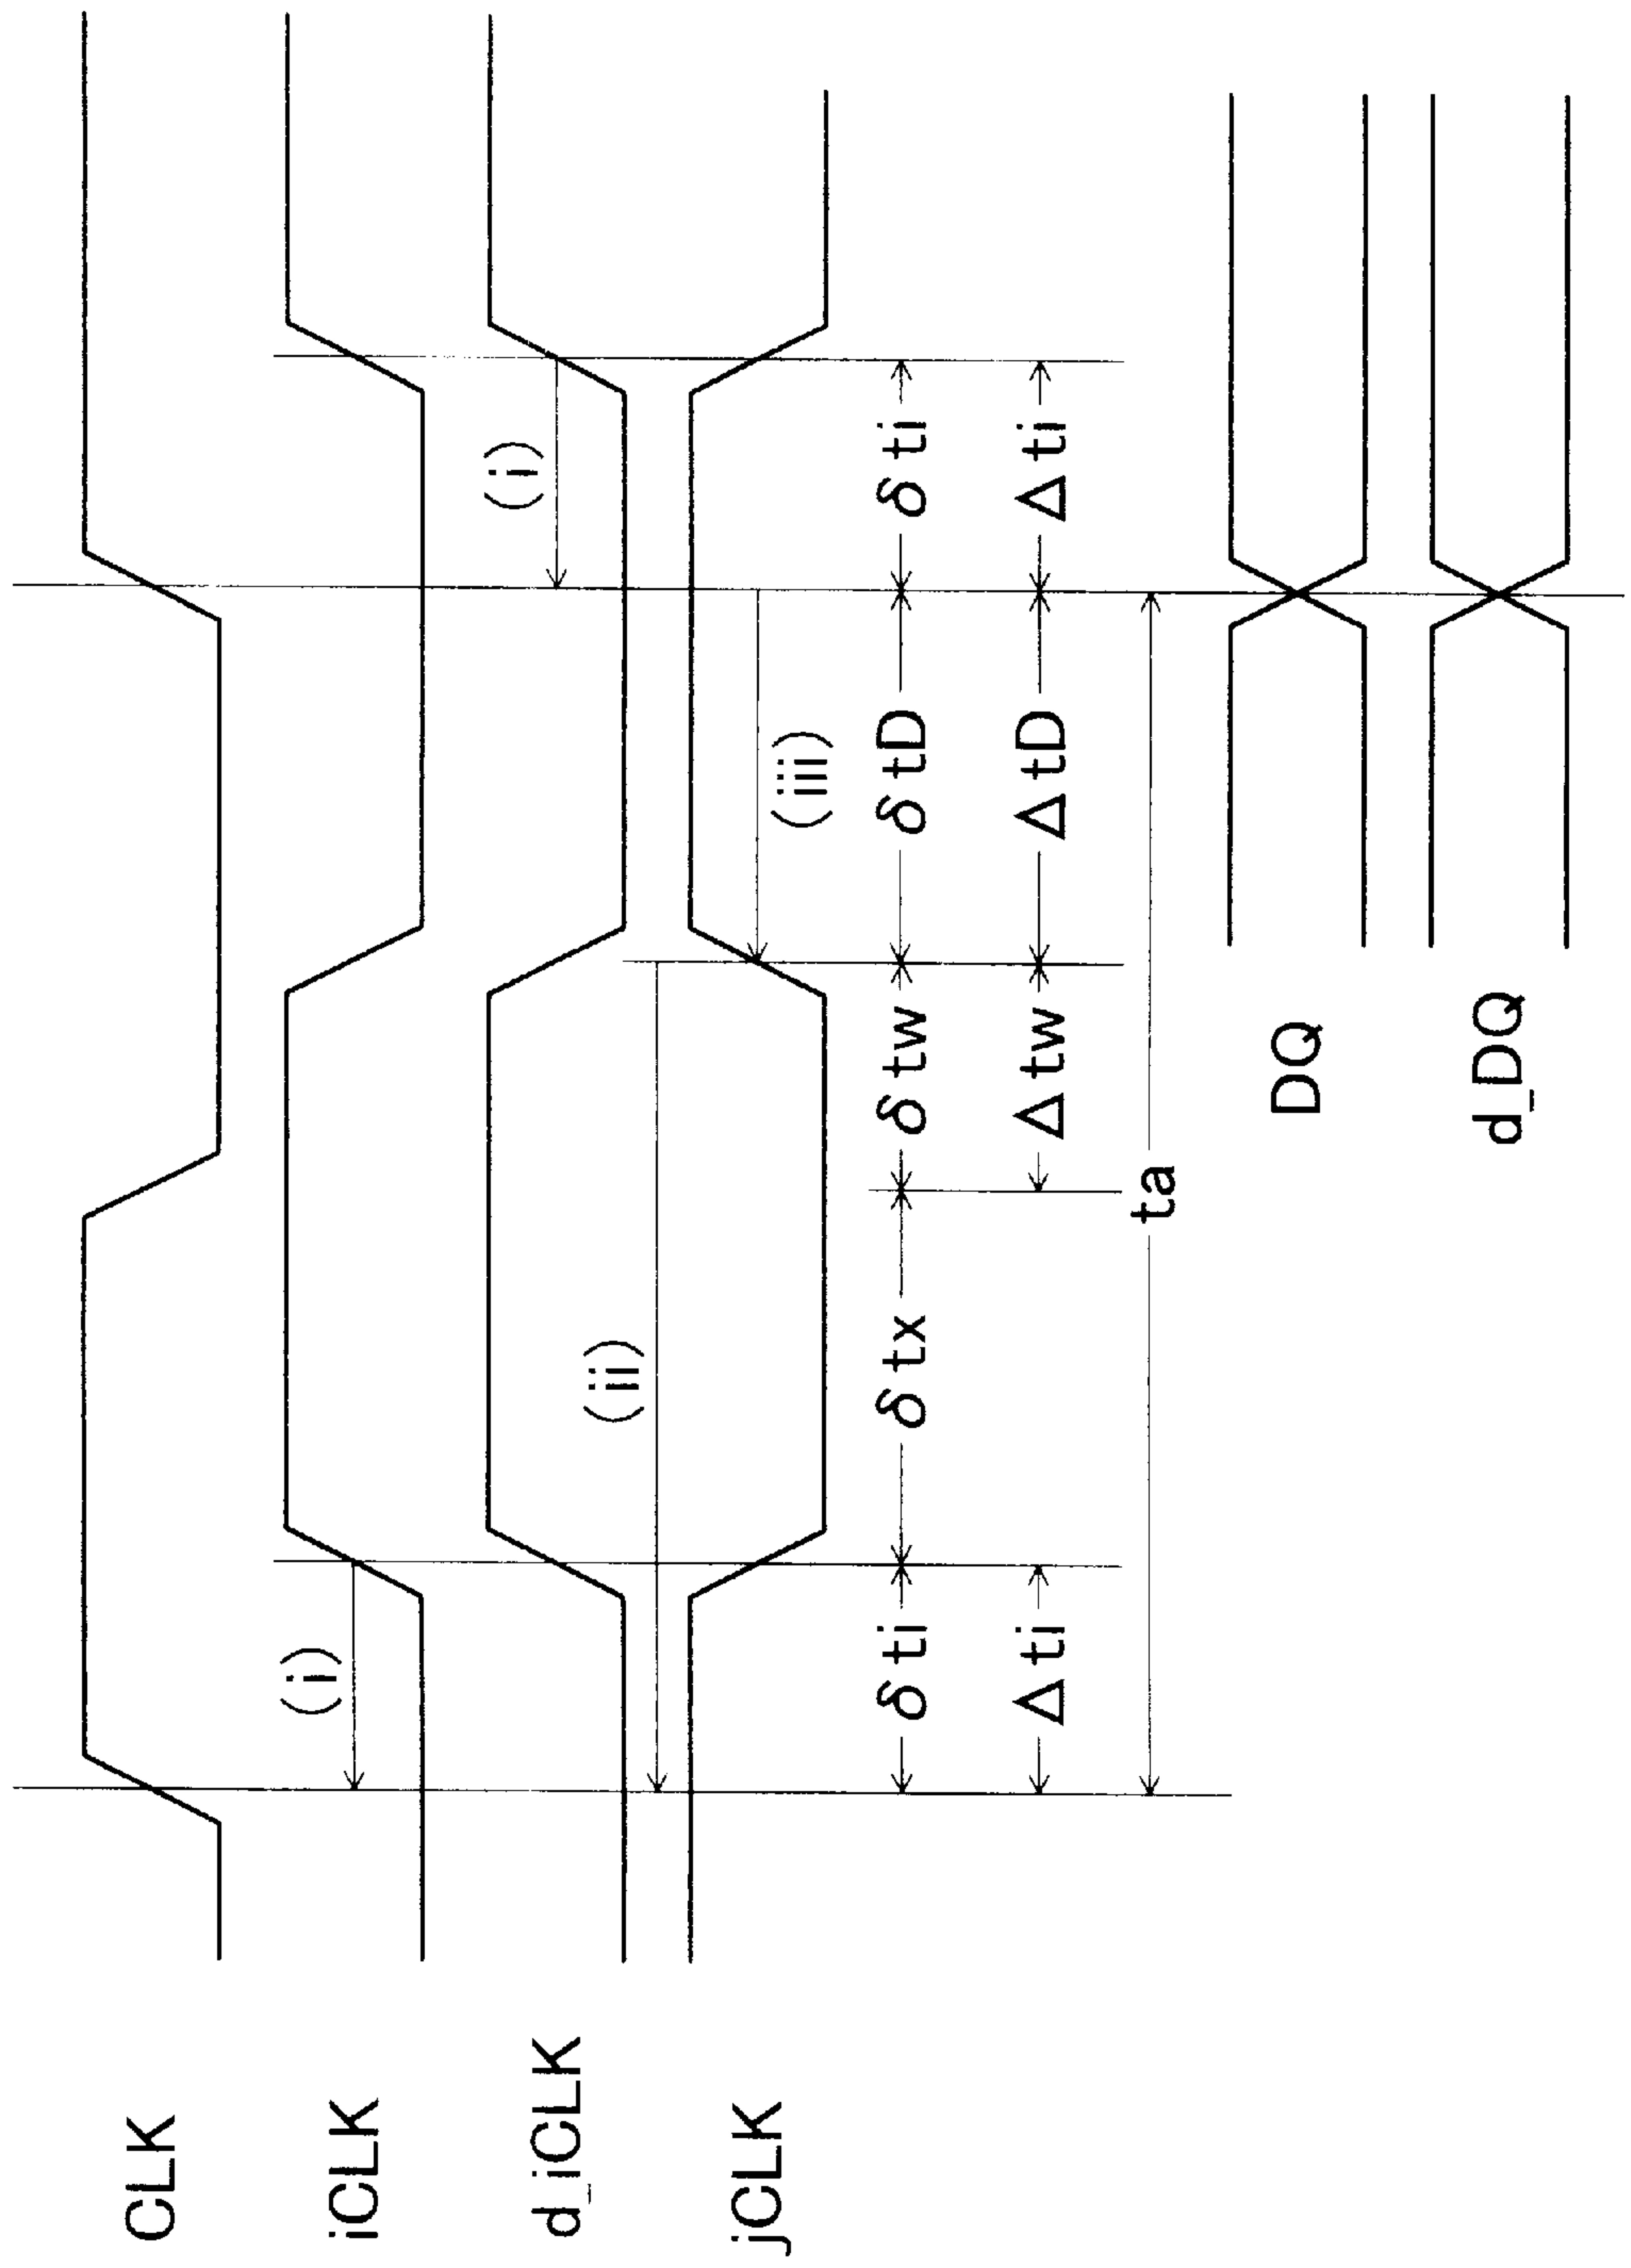 CLK
iCLK
(i)
d_iCLK
(i)
(ii)
jCLK
(iii)
δti δtx δtw δtD δti
Δti Δtw ΔtD Δti
ta
DQ
d_DQ